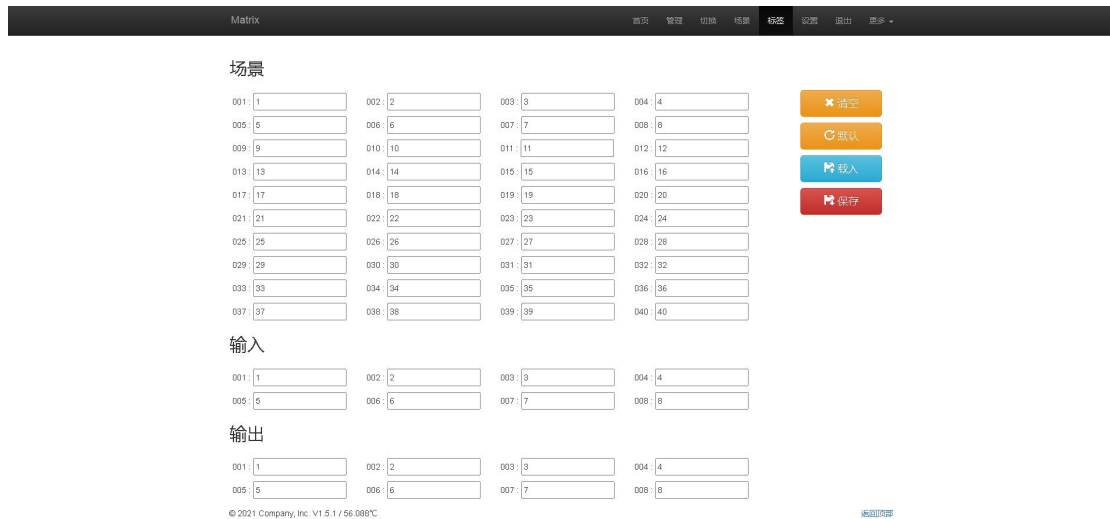 Matrix 首页 管理 切换 场景 标签 设置 退出 更多
场景
001 : 1 002 : 2 003 : 3 004 : 4
005 : 5 006 : 6 007 : 7 008 : 8
009 : 9 010 : 10 011 : 11 012 : 12
013 : 13 014 : 14 015 : 15 016 : 16
017 : 17 018 : 18 019 : 19 020 : 20
021 : 21 022 : 22 023 : 23 024 : 24
025 : 25 026 : 26 027 : 27 028 : 28
029 : 29 030 : 30 031 : 31 032 : 32
033 : 33 034 : 34 035 : 35 036 : 36
037 : 37 038 : 38 039 : 39 040 : 40
清空
默认
载入
保存
输入
001 : 1 002 : 2 003 : 3 004 : 4
005 : 5 006 : 6 007 : 7 008 : 8
输出
001 : 1 002 : 2 003 : 3 004 : 4
005 : 5 006 : 6 007 : 7 008 : 8
© 2021 Company, Inc. V1.5.1 / 56.088℃ 返回顶部